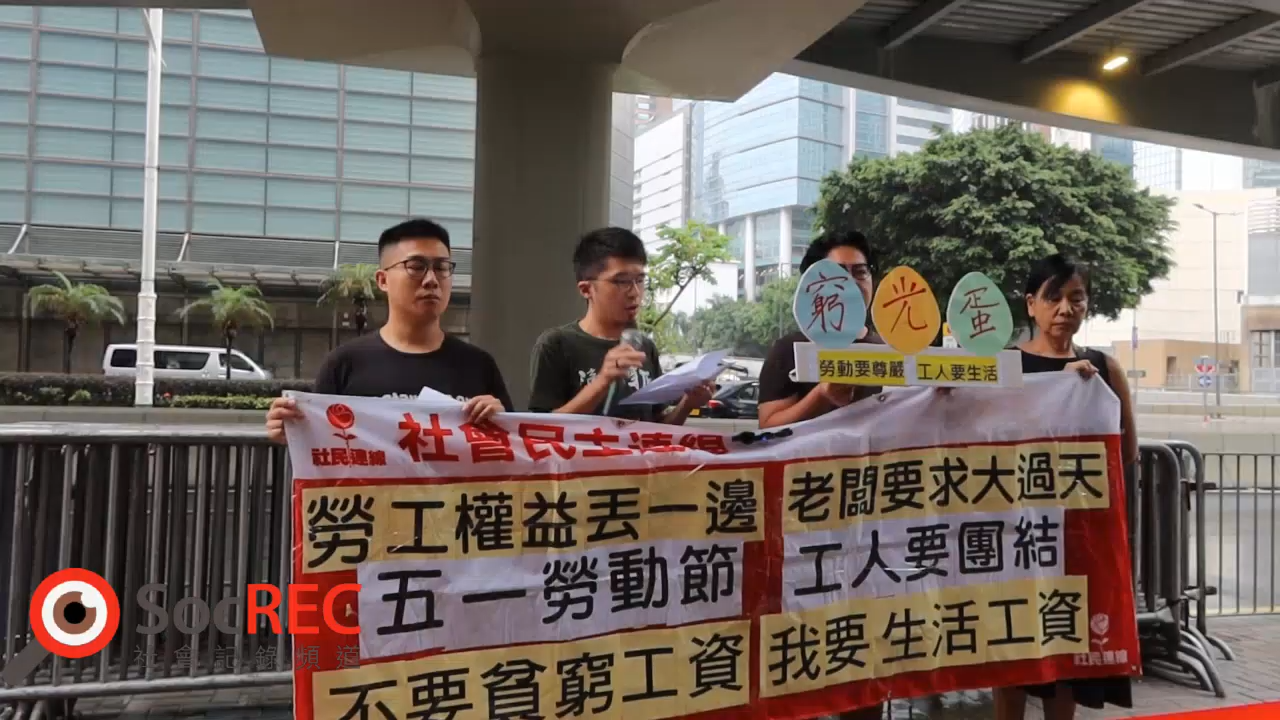 窮 光 蛋
勞動要尊嚴 工人要生活
社民連線
社會民主連線
勞工權益丟一邊 老闆要求大過天
五一勞動節 工人要團結
不要貧窮工資 我要生活工資
社民連線
SocREC
社會記錄頻道